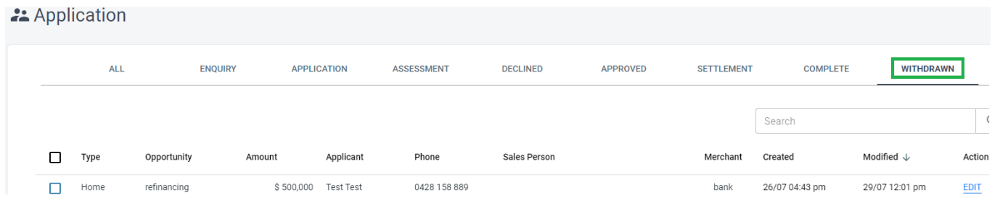 Application
ALL ENQUIRY APPLICATION ASSESSMENT DECLINED APPROVED SETTLEMENT COMPLETE WITHDRAWN
Search
Type Opportunity Amount Applicant Phone Sales Person Merchant Created Modified ↓ Action
Home refinancing $ 500,000 Test Test 0428 158 889 bank 26/07 04:43 pm 29/07 12:01 pm EDIT